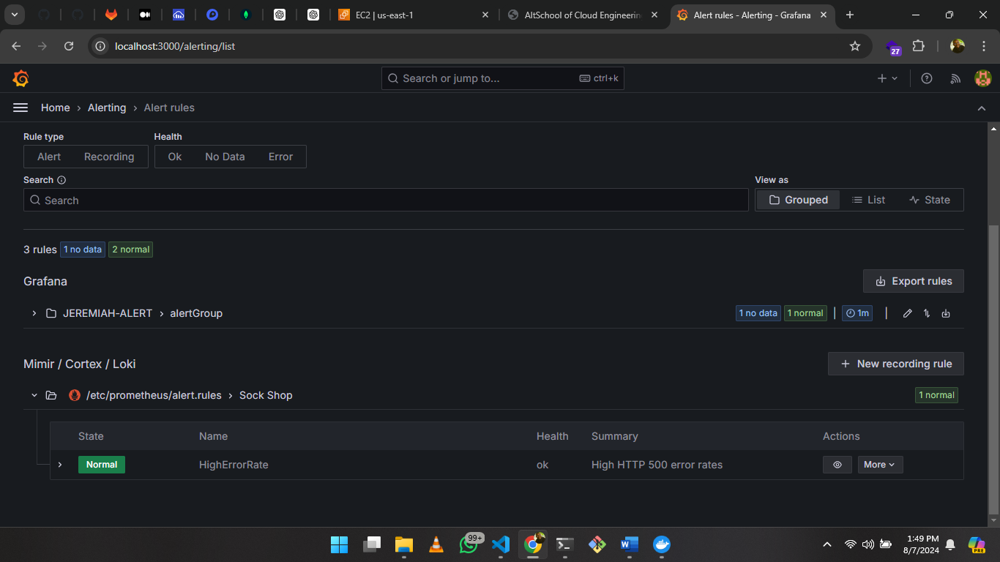 EC2 | us-east-1
AltSchool of Cloud Engineerin
Alert rules - Alerting - Grafana
localhost:3000/alerting/list
27
Search or jump to...
ctrl+k
Home > Alerting > Alert rules
Rule type
Health
Alert Recording
Ok No Data Error
Search
View as
Search
Grouped List State
3 rules 1 no data 2 normal
Grafana
Export rules
JEREMIAH-ALERT > alertGroup
1 no data 1 normal | 1m |
Mimir / Cortex / Loki
+ New recording rule
/etc/prometheus/alert.rules > Sock Shop
1 normal
State Name Health Summary Actions
Normal HighErrorRate ok High HTTP 500 error rates More
99+
1:49 PM
8/7/2024
PRE